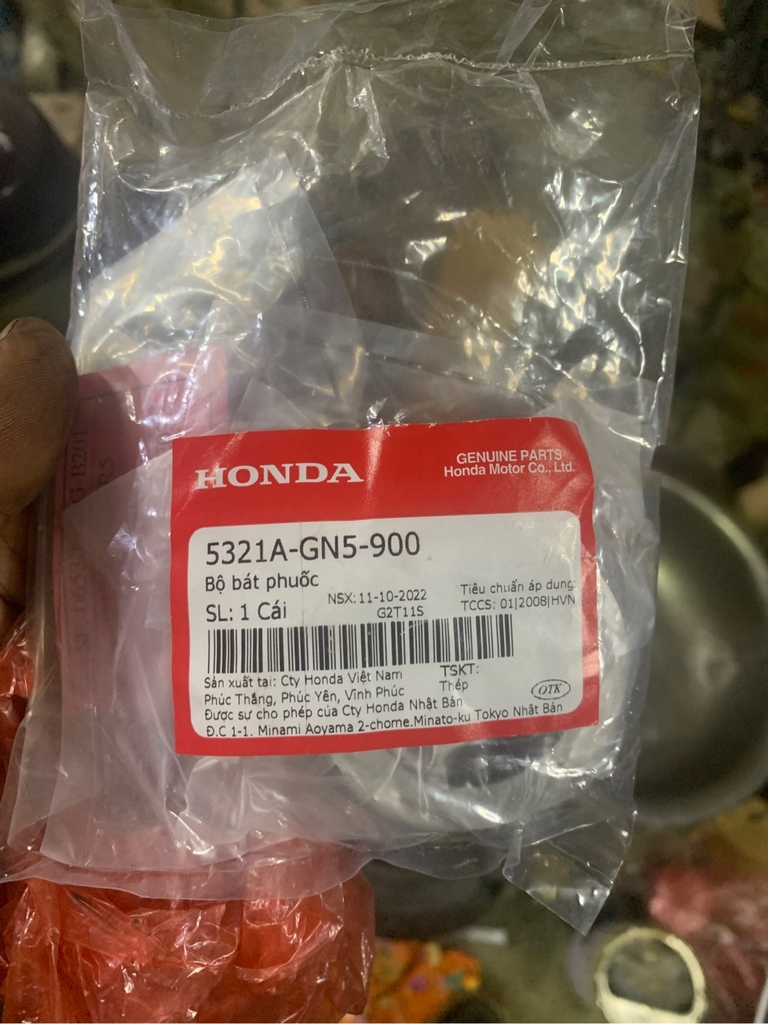 HONDA
GENUINE PARTS
Honda Motor Co., Ltd.
5321A-GN5-900
Bộ bát phuốc
SL: 1 Cái
NSX: 11-10-2022
G2T11S
Tiêu chuẩn áp dụng:
TCCS: 01|2008|HVN
Sản xuất tại: Cty Honda Việt Nam
Phúc Thắng, Phúc Yên, Vĩnh Phúc
TSKT:
Thép
OTK
Được sự cho phép của Cty Honda Nhật Bản
Đ.C 1-1. Minami Aoyama 2-chome.Minato-ku Tokyo Nhật Bản